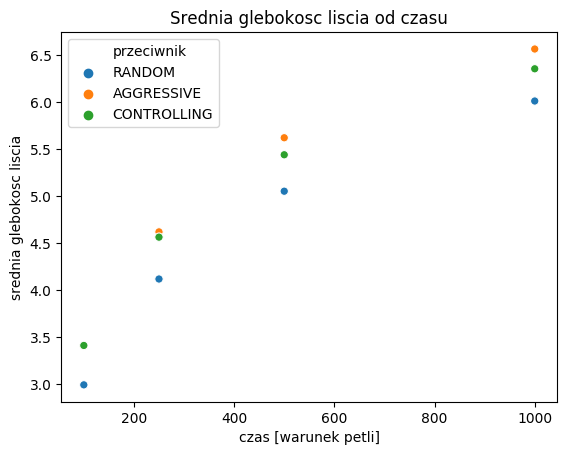 Srednia glebokosc liscia od czasu
przeciwnik
RANDOM
AGGRESSIVE
CONTROLLING
srednia glebokosc liscia
6.5
6.0
5.5
5.0
4.5
4.0
3.5
3.0
200
400
600
800
1000
czas [warunek petli]